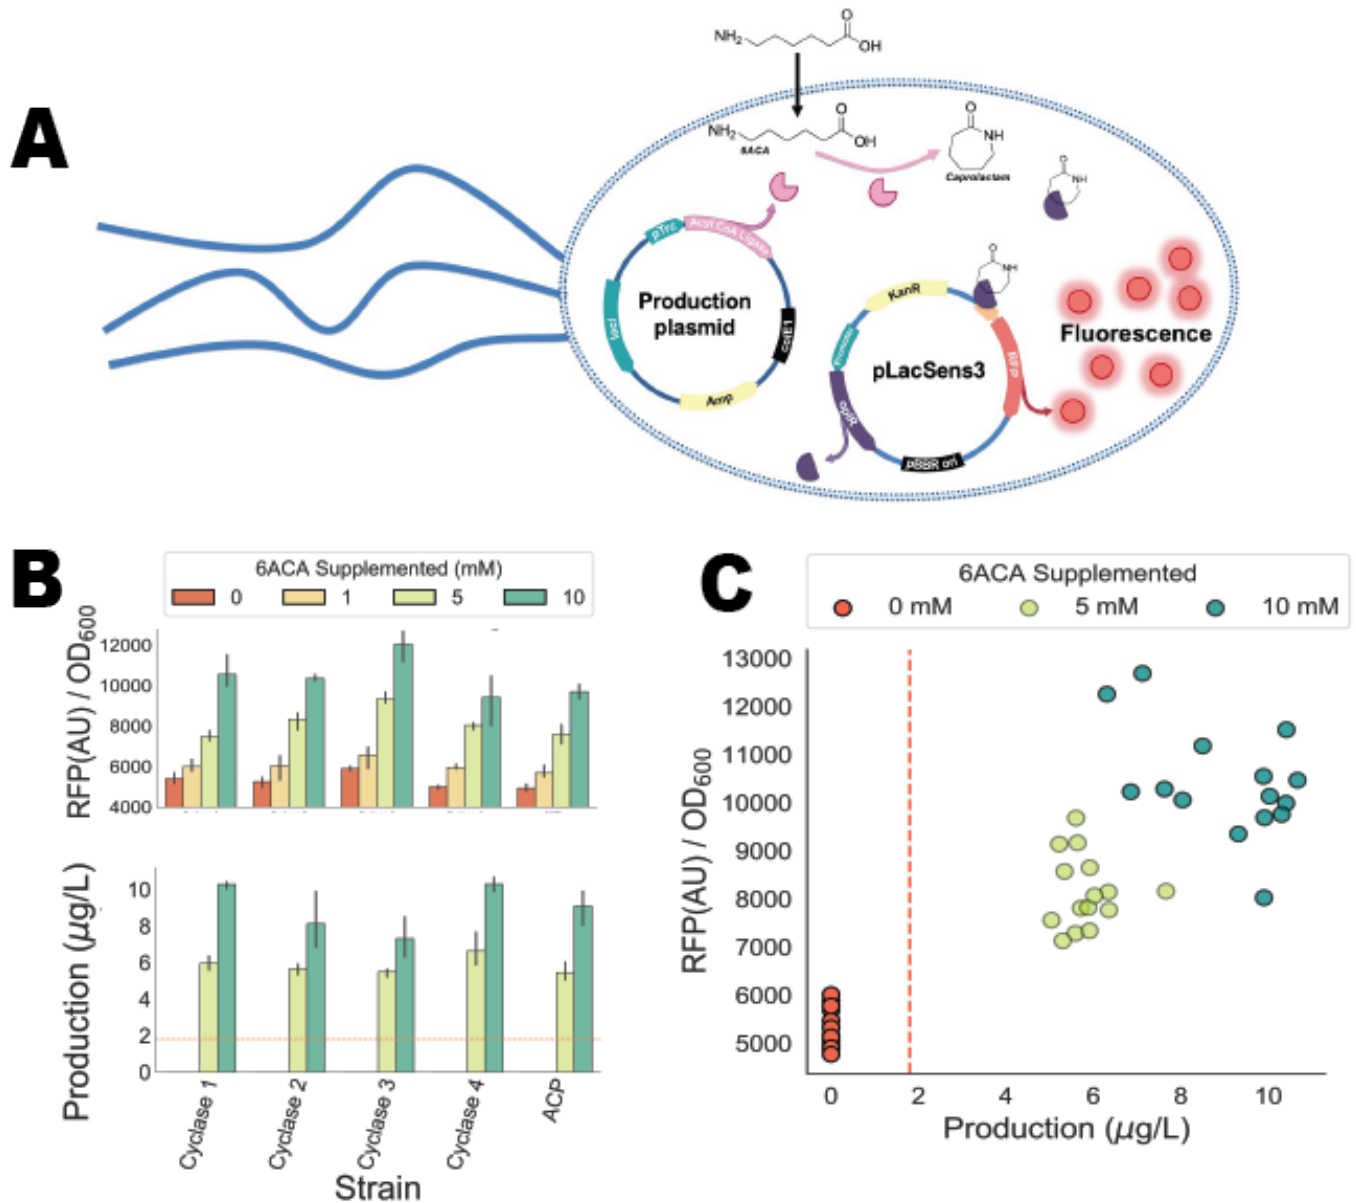 A
NH2
O
OH
NH2
O
OH
6ACA
O
NH
Caprolactam
O
NH
pTrc
Acyl CoA Ligase
lacI
Production
plasmid
colE1
Amp
O
NH
KanR
Promoter
pLacSens3
RFP
oplR
pBBR ori
Fluorescence
B
6ACA Supplemented (mM)
0 1 5 10
RFP(AU) / OD600
12000
10000
8000
6000
4000
Production (μg/L)
10
8
6
4
2
0
Cyclase 1
Cyclase 2
Cyclase 3
Cyclase 4
ACP
Strain
C
6ACA Supplemented
0 mM 5 mM 10 mM
RFP(AU) / OD600
13000
12000
11000
10000
9000
8000
7000
6000
5000
0 2 4 6 8 10
Production (μg/L)